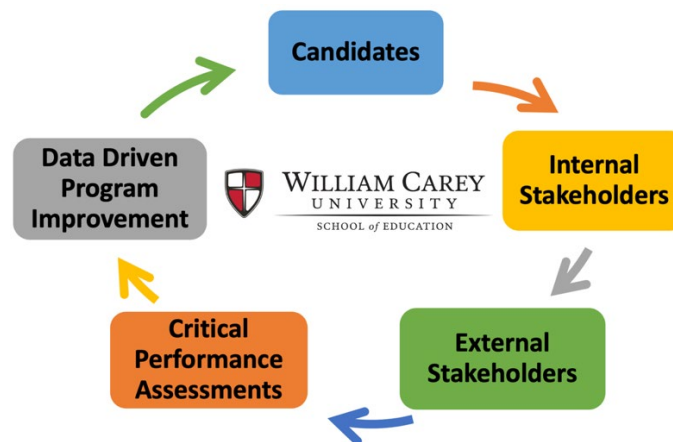 Candidates
Internal
Stakeholders
External
Stakeholders
Critical
Performance
Assessments
Data Driven
Program
Improvement
WILLIAM CAREY
UNIVERSITY
SCHOOL of EDUCATION